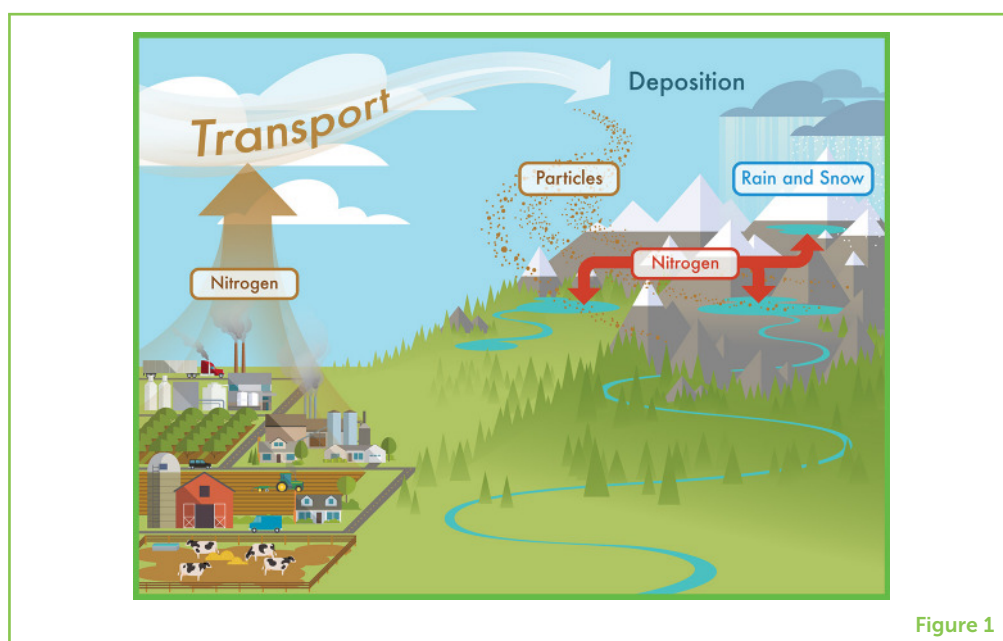 Transport
Deposition
Particles
Rain and Snow
Nitrogen
Nitrogen
Figure 1